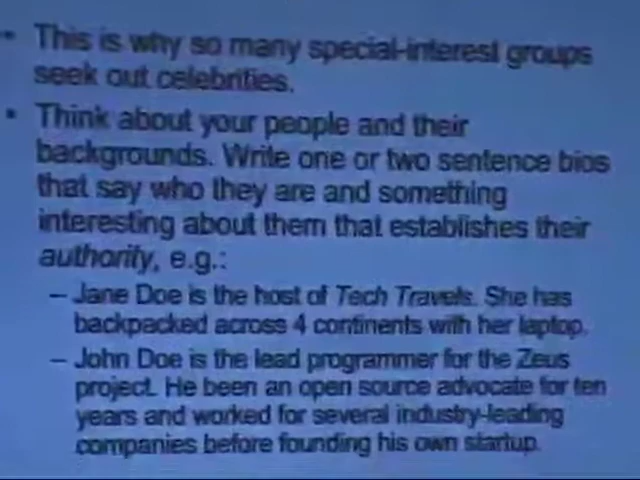 • This is why so many special-interest groups
seek out celebrities.
• Think about your people and their
backgrounds. Write one or two sentence bios
that say who they are and something
interesting about them that establishes their
authority, e.g.:
– Jane Doe is the host of Tech Travels. She has
backpacked across 4 continents with her laptop.
– John Doe is the lead programmer for the Zeus
project. He been an open source advocate for ten
years and worked for several industry-leading
companies before founding his own startup.